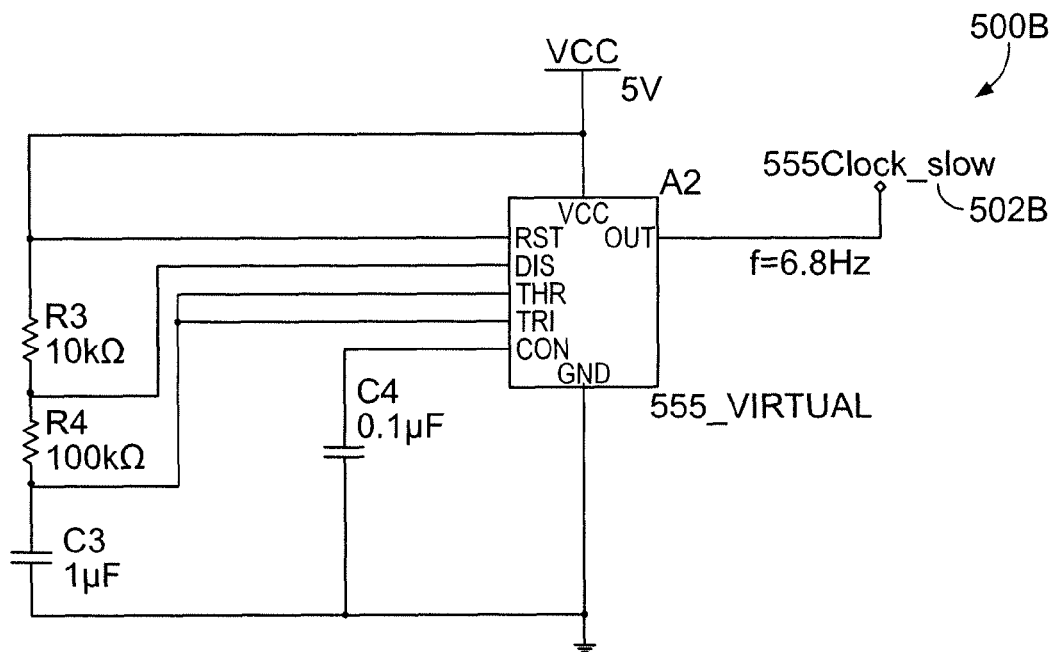 500B
VCC
5V
555Clock_slow
502B
A2
VCC
RST
OUT
DIS
THR
TRI
CON
GND
f=6.8Hz
R3
10kΩ
C4
0.1µF
555_VIRTUAL
R4
100kΩ
C3
1µF